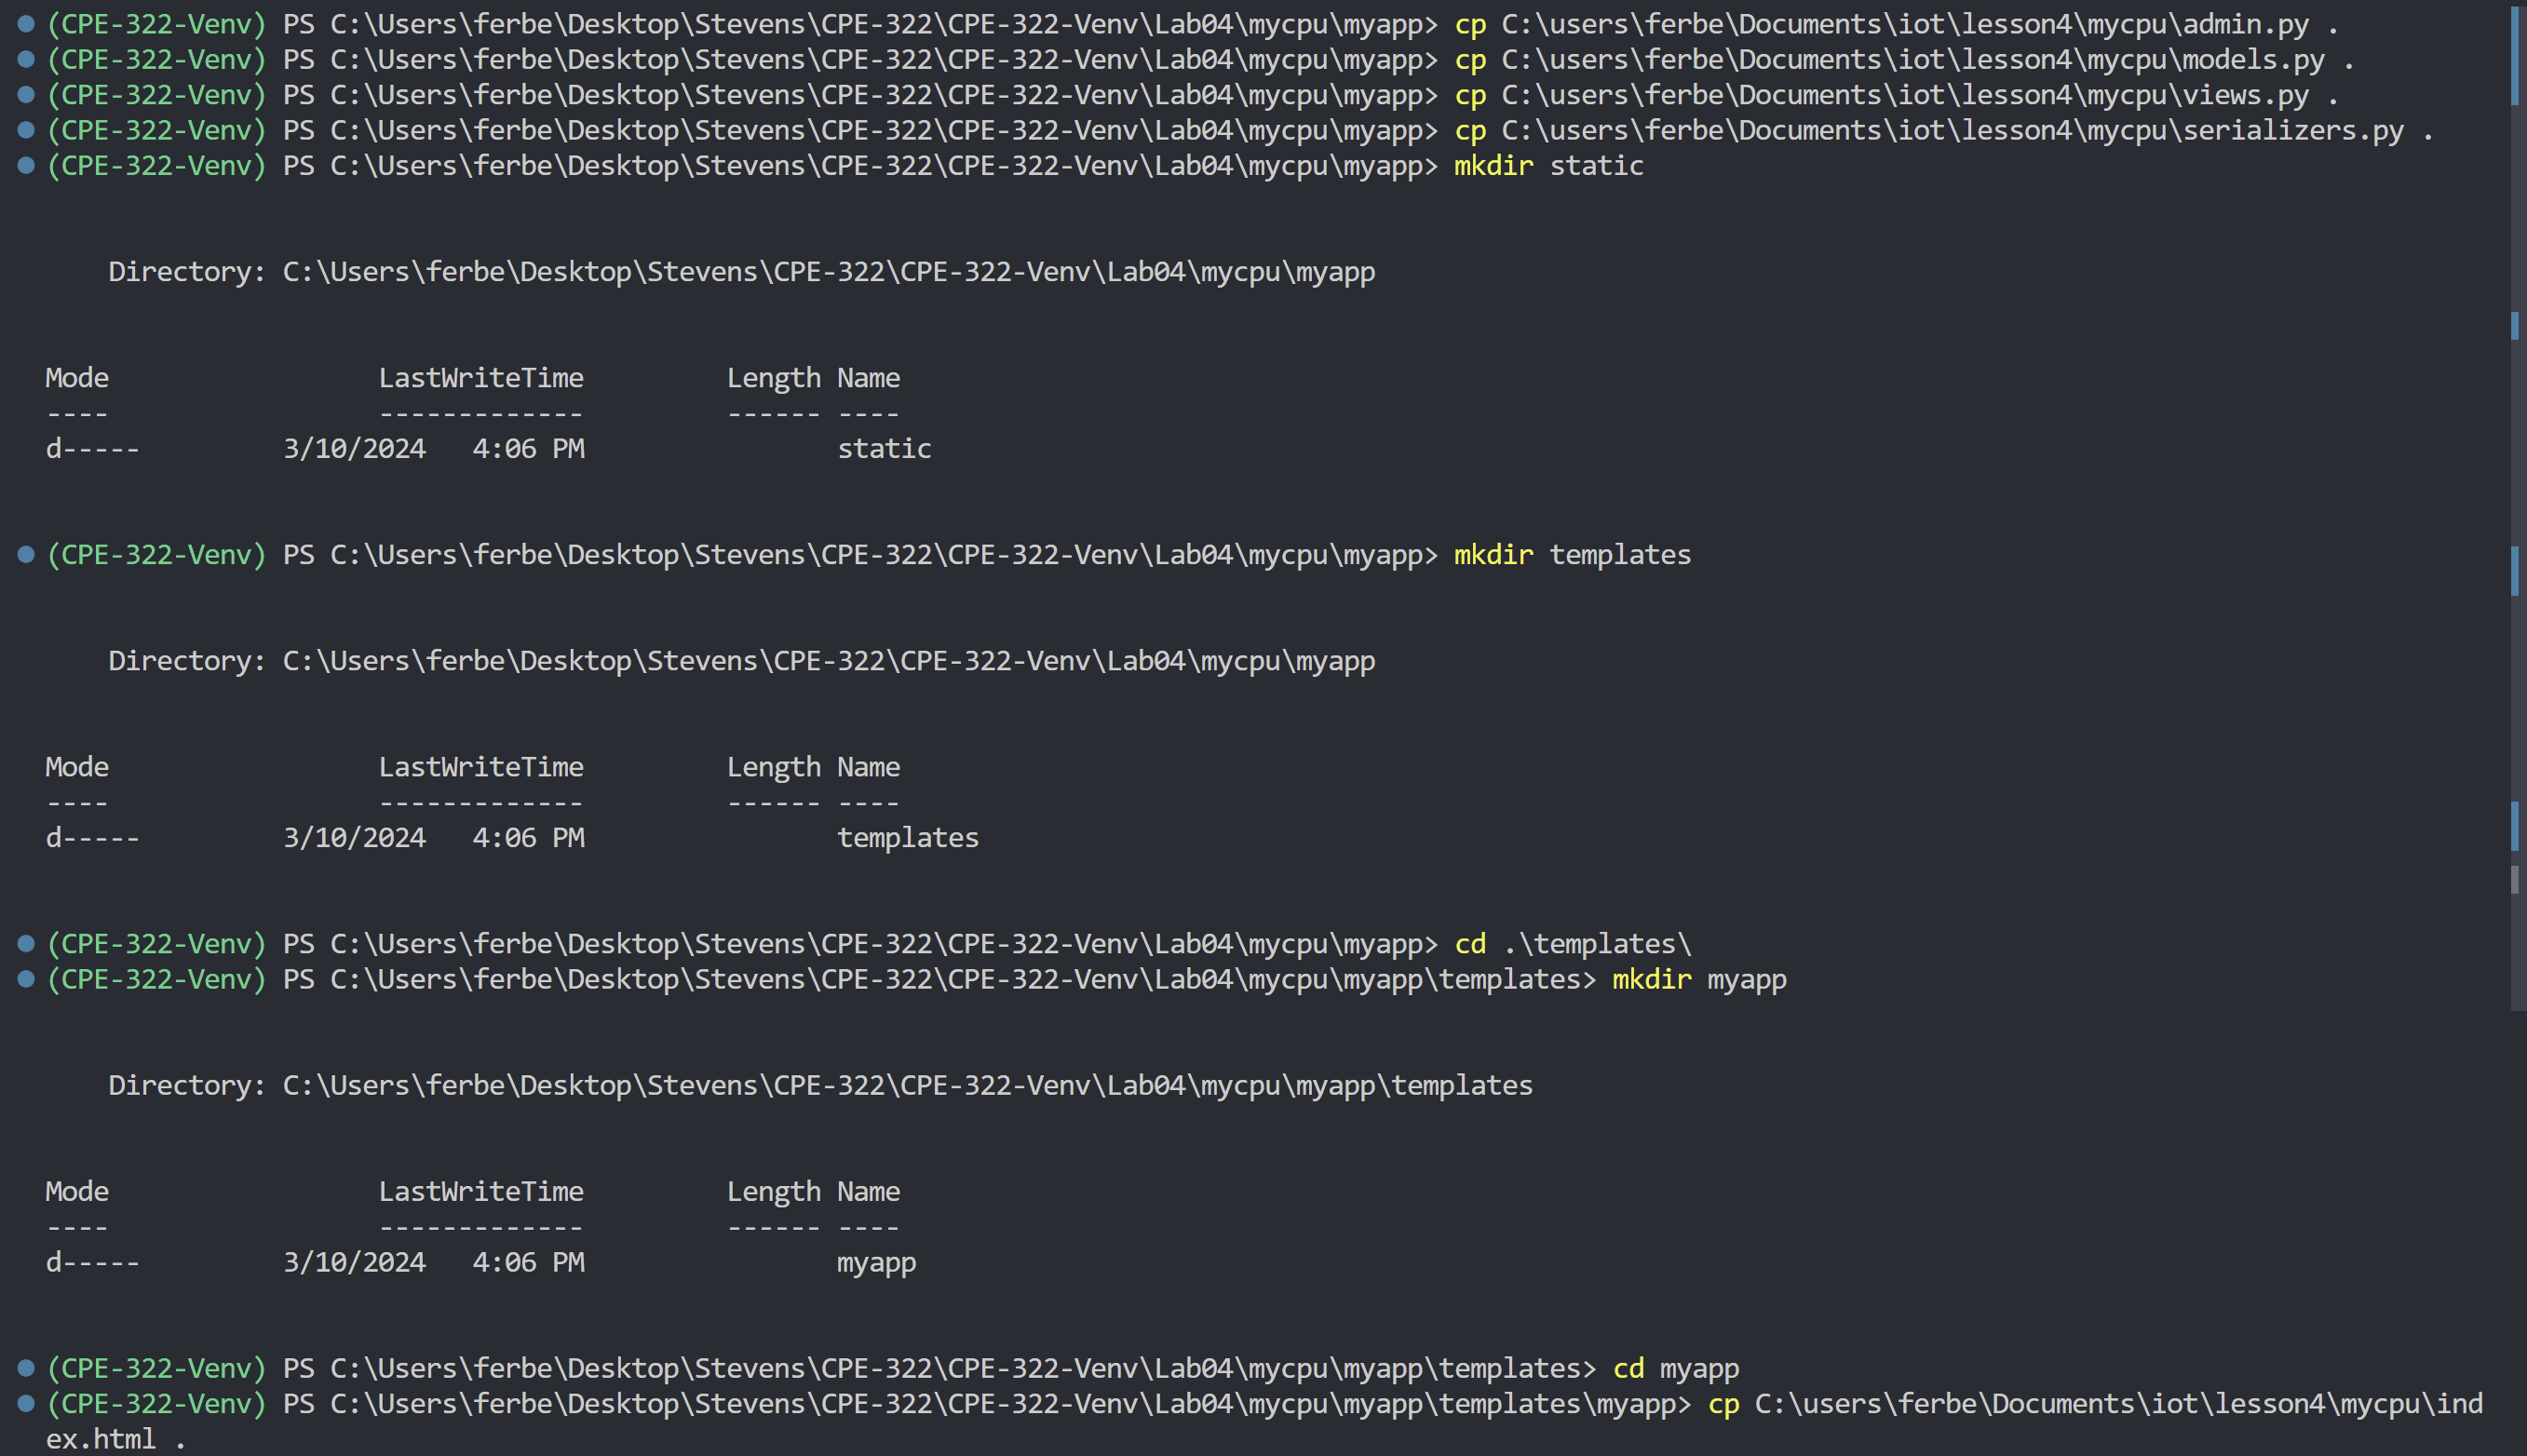 (CPE-322-Venv) PS C:\Users\ferbe\Desktop\Stevens\CPE-322\CPE-322-Venv\Lab04\mycpu\myapp> cp C:\users\ferbe\Documents\iot\lesson4\mycpu\admin.py .
(CPE-322-Venv) PS C:\Users\ferbe\Desktop\Stevens\CPE-322\CPE-322-Venv\Lab04\mycpu\myapp> cp C:\users\ferbe\Documents\iot\lesson4\mycpu\models.py .
(CPE-322-Venv) PS C:\Users\ferbe\Desktop\Stevens\CPE-322\CPE-322-Venv\Lab04\mycpu\myapp> cp C:\users\ferbe\Documents\iot\lesson4\mycpu\views.py .
(CPE-322-Venv) PS C:\Users\ferbe\Desktop\Stevens\CPE-322\CPE-322-Venv\Lab04\mycpu\myapp> cp C:\users\ferbe\Documents\iot\lesson4\mycpu\serializers.py .
(CPE-322-Venv) PS C:\Users\ferbe\Desktop\Stevens\CPE-322\CPE-322-Venv\Lab04\mycpu\myapp> mkdir static
Directory: C:\Users\ferbe\Desktop\Stevens\CPE-322\CPE-322-Venv\Lab04\mycpu\myapp
Mode LastWriteTime Length Name
---- ------------- ------ ----
d----- 3/10/2024 4:06 PM static
(CPE-322-Venv) PS C:\Users\ferbe\Desktop\Stevens\CPE-322\CPE-322-Venv\Lab04\mycpu\myapp> mkdir templates
Directory: C:\Users\ferbe\Desktop\Stevens\CPE-322\CPE-322-Venv\Lab04\mycpu\myapp
Mode LastWriteTime Length Name
---- ------------- ------ ----
d----- 3/10/2024 4:06 PM templates
(CPE-322-Venv) PS C:\Users\ferbe\Desktop\Stevens\CPE-322\CPE-322-Venv\Lab04\mycpu\myapp> cd .\templates\
(CPE-322-Venv) PS C:\Users\ferbe\Desktop\Stevens\CPE-322\CPE-322-Venv\Lab04\mycpu\myapp\templates> mkdir myapp
Directory: C:\Users\ferbe\Desktop\Stevens\CPE-322\CPE-322-Venv\Lab04\mycpu\myapp\templates
Mode LastWriteTime Length Name
---- ------------- ------ ----
d----- 3/10/2024 4:06 PM myapp
(CPE-322-Venv) PS C:\Users\ferbe\Desktop\Stevens\CPE-322\CPE-322-Venv\Lab04\mycpu\myapp\templates> cd myapp
(CPE-322-Venv) PS C:\Users\ferbe\Desktop\Stevens\CPE-322\CPE-322-Venv\Lab04\mycpu\myapp\templates\myapp> cp C:\users\ferbe\Documents\iot\lesson4\mycpu\ind
ex.html .